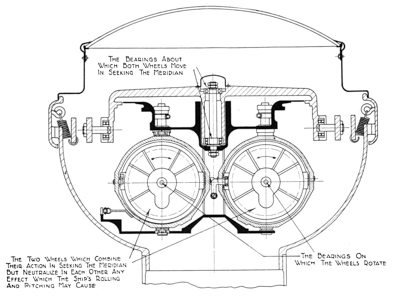 The Bearings About
Which Both Wheels Move
In Seeking The Meridian
The Two Wheels Which Combine
Their Action In Seeking The Meridian
But Neutralize In Each Other Any
Effect Which The Ship's Rolling
And Pitching May Cause
The Bearings On
Which The Wheels Rotate